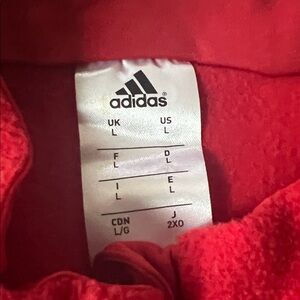 adidas
UK US
L L
F D
L L
I E
L L
CDN J
L/G 2XO